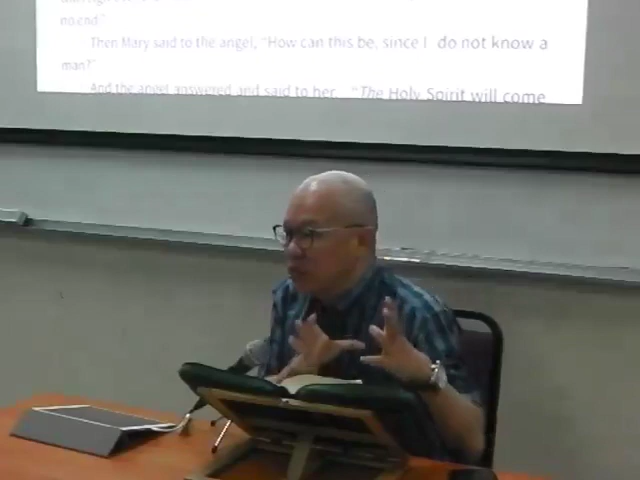 no end"
Then Mary said to the angel, "How can this be, since I do not know a
man?"
And the angel answered and said to her, "The Holy Spirit will come